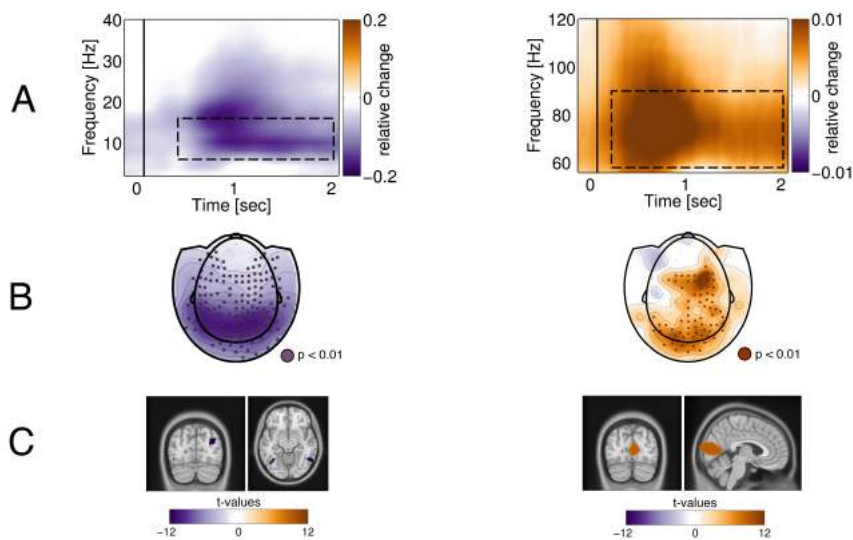 A
Frequency [Hz]
40
30
20
10
0
1
2
Time [sec]
0.2
0
-0.2
relative change
Frequency [Hz]
120
100
80
60
0
1
2
Time [sec]
0.01
0
-0.01
relative change
B
p < 0.01
p < 0.01
C
t-values
-12
0
12
t-values
-12
0
12